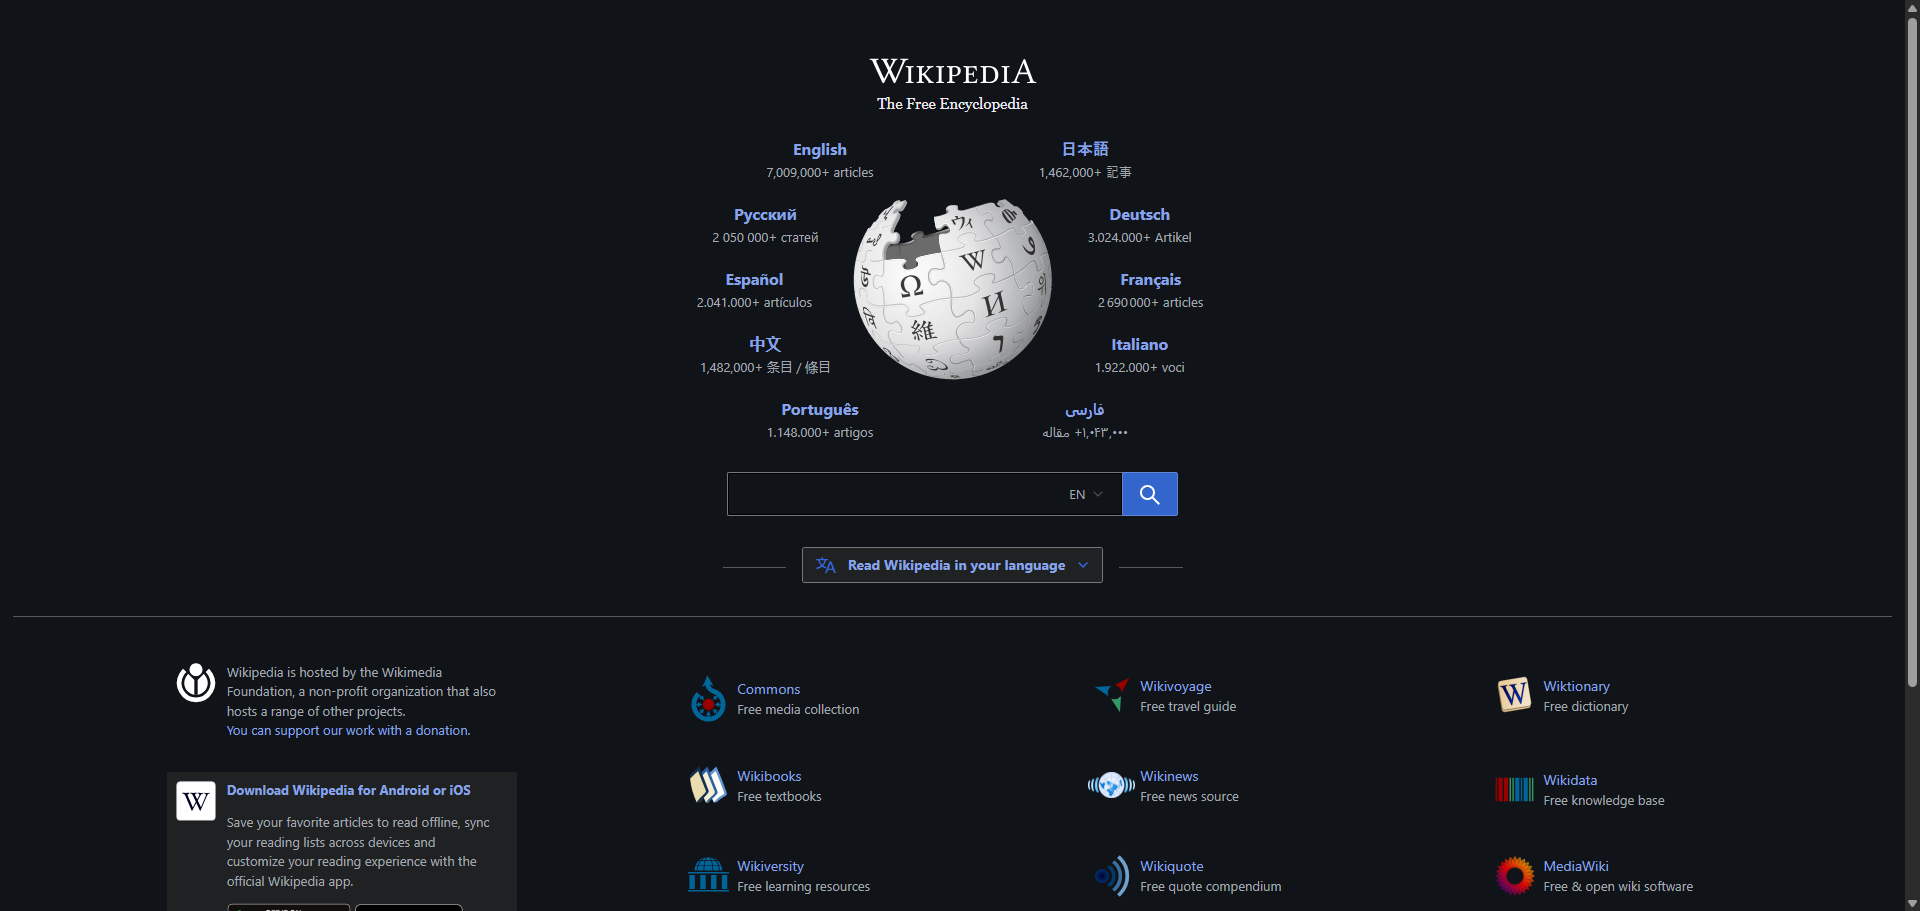 WIKIPEDIA
The Free Encyclopedia
English
7,009,000+ articles
日本語
1,462,000+ 記事
Русский
2 050 000+ статей
Deutsch
3.024.000+ Artikel
Español
2.041.000+ artículos
Français
2 690 000+ articles
中文
1,482,000+ 条目 / 條目
Italiano
1.922.000+ voci
Português
1.148.000+ artigos
فارسی
۱٬۰۴۳٬۰۰۰+ مقاله
Ω
W
И
維
ウィ
EN
Read Wikipedia in your language
Wikipedia is hosted by the Wikimedia
Foundation, a non-profit organization that also
hosts a range of other projects.
You can support our work with a donation.
W
Download Wikipedia for Android or iOS
Save your favorite articles to read offline, sync
your reading lists across devices and
customize your reading experience with the
official Wikipedia app.
Commons
Free media collection
Wikivoyage
Free travel guide
W
Wiktionary
Free dictionary
Wikibooks
Free textbooks
Wikinews
Free news source
Wikidata
Free knowledge base
Wikiversity
Free learning resources
Wikiquote
Free quote compendium
MediaWiki
Free & open wiki software